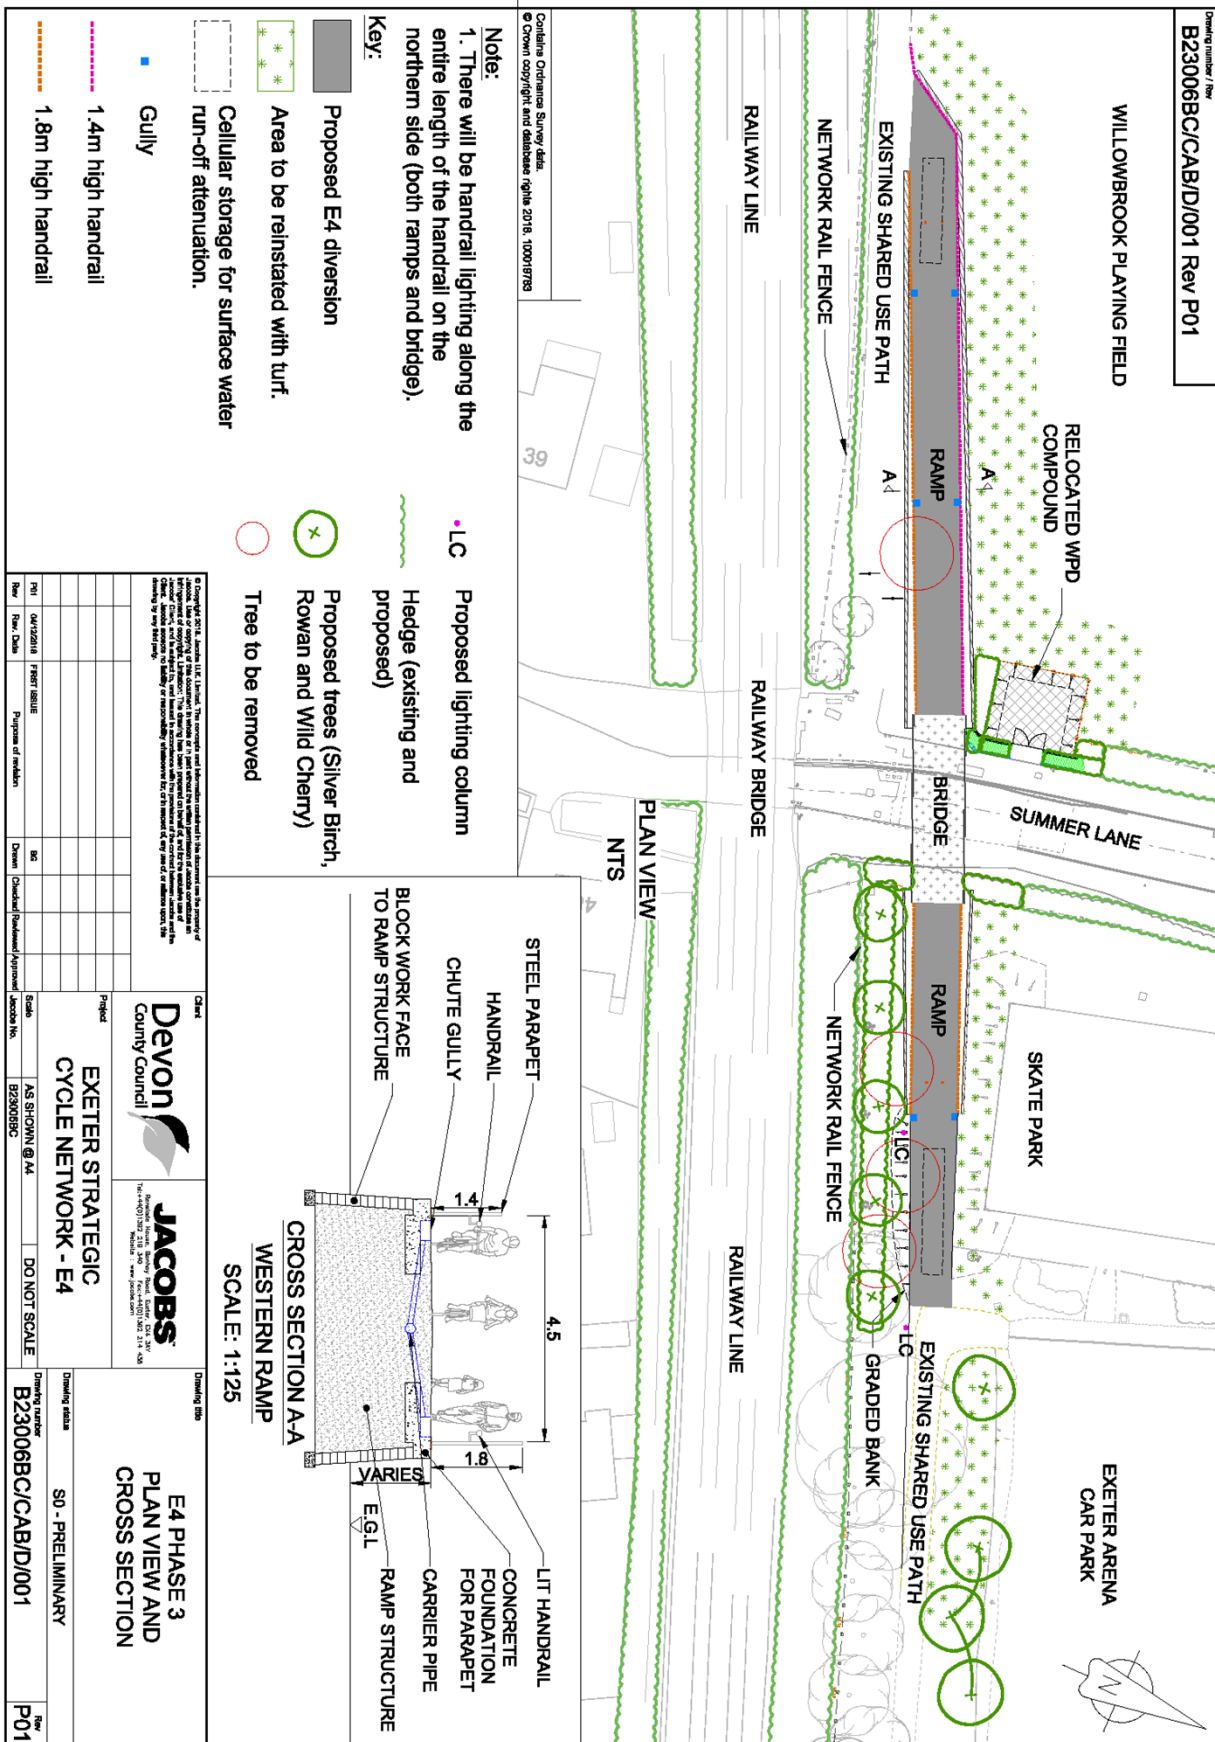 Drawing number / Rev
B23006BC/CAB/D/001 Rev P01
WILLOWBROOK PLAYING FIELD
RELOCATED WPD
COMPOUND
SUMMER LANE
SKATE PARK
EXETER ARENA
CAR PARK
N
A
RAMP
BRIDGE
RAMP
A
EXISTING SHARED USE PATH
NETWORK RAIL FENCE
RAILWAY LINE
RAILWAY BRIDGE
NETWORK RAIL FENCE
LC
LC
GRADED BANK
EXISTING SHARED USE PATH
RAILWAY LINE
39
PLAN VIEW
NTS
Contains Ordnance Survey data.
© Crown copyright and database rights 2018. 100019783
Note:
1. There will be handrail lighting along the
entire length of the handrail on the
northern side (both ramps and bridge).
Key:
Proposed E4 diversion
Area to be reinstated with turf.
Cellular storage for surface water
run-off attenuation.
Gully
1.4m high handrail
1.8m high handrail
LC
Proposed lighting column
Hedge (existing and
proposed)
Proposed trees (Silver Birch,
Rowan and Wild Cherry)
Tree to be removed
STEEL PARAPET
HANDRAIL
CHUTE GULLY
BLOCK WORK FACE
TO RAMP STRUCTURE
4.5
1.4
1.8
VARIES
E.G.L
LIT HANDRAIL
CONCRETE
FOUNDATION
FOR PARAPET
CARRIER PIPE
RAMP STRUCTURE
CROSS SECTION A-A
WESTERN RAMP
SCALE: 1:125
P01 04/12/2018 FIRST ISSUE BG
Rev Rev. Date Purpose of revision Drawn Checked Reviewed Approved
Client
Devon
County Council
JACOBS
Project
EXETER STRATEGIC
CYCLE NETWORK - E4
Scale AS SHOWN @ A4 DO NOT SCALE
Jacobs No. B23006BC
Drawing title
E4 PHASE 3
PLAN VIEW AND
CROSS SECTION
Drawing status
S0 - PRELIMINARY
Drawing number
B23006BC/CAB/D/001
Rev
P01